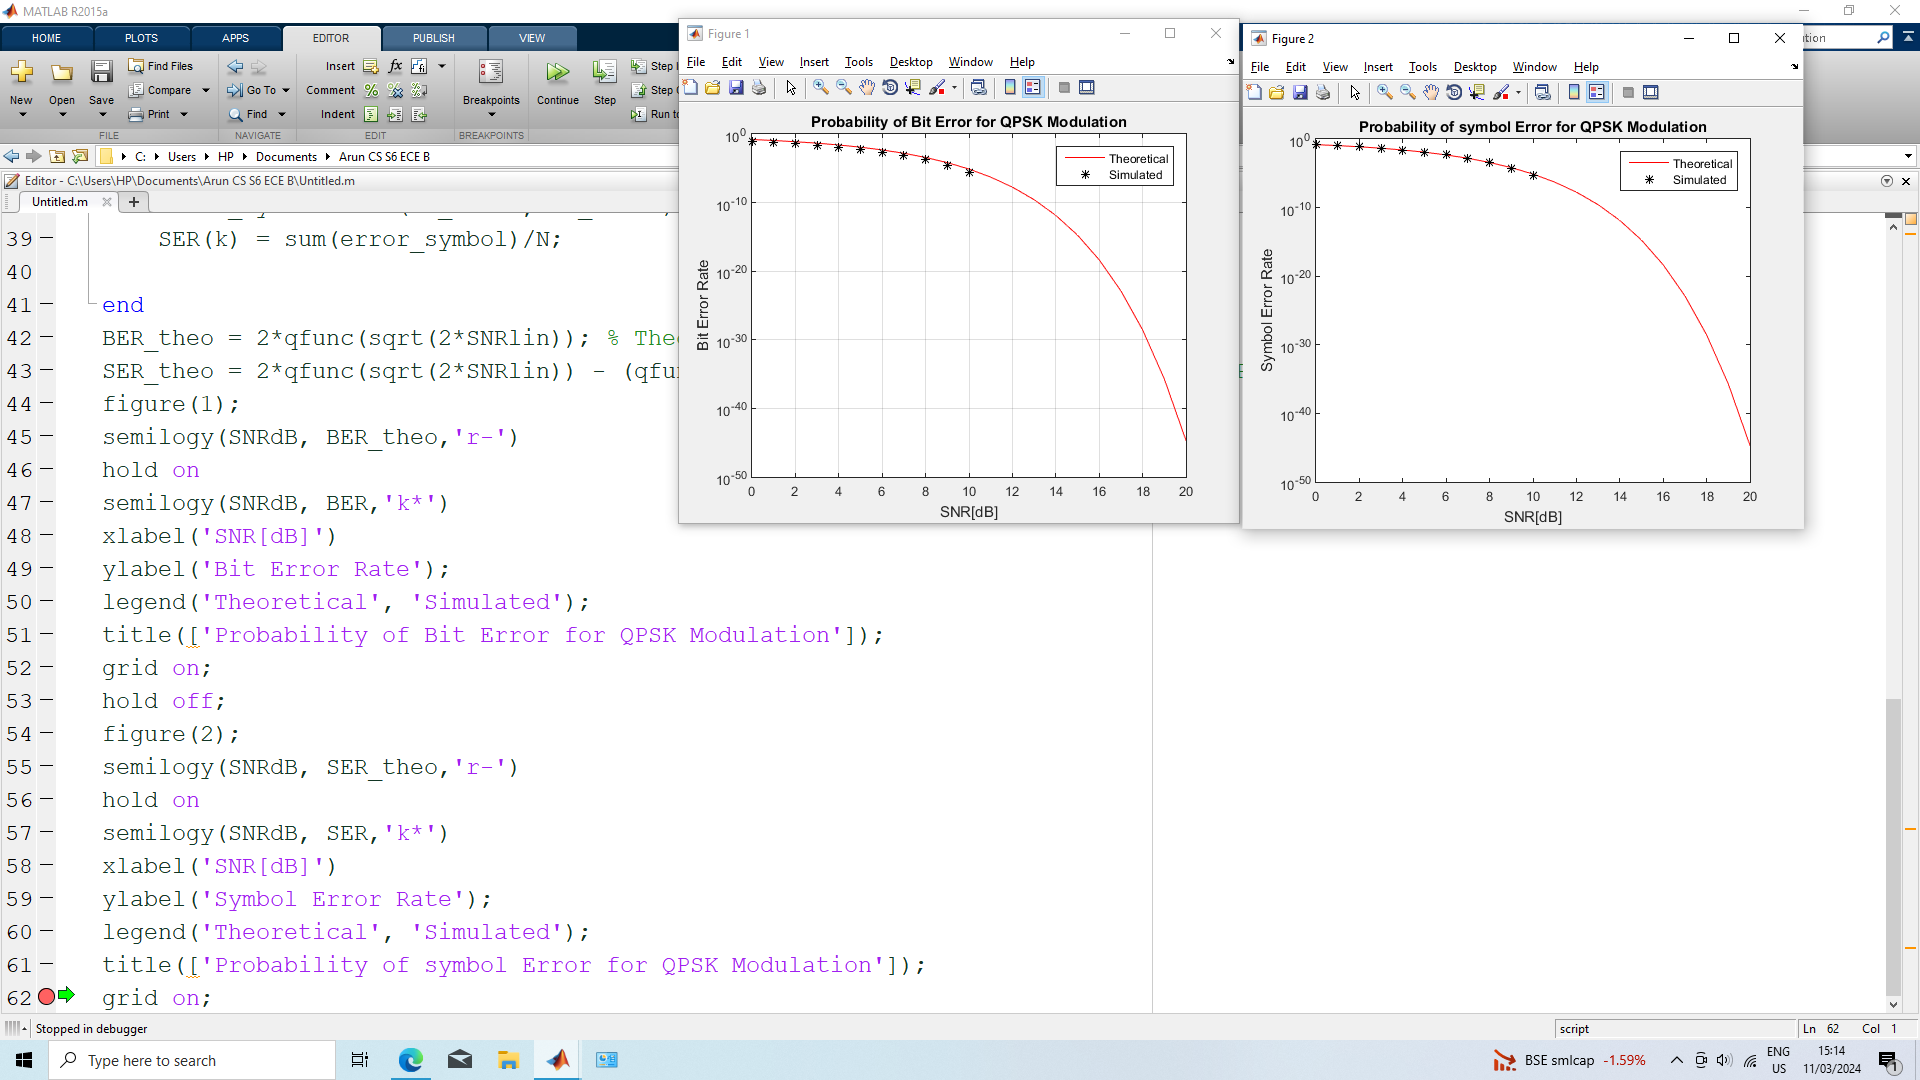 MATLAB R2015a
HOME PLOTS APPS EDITOR PUBLISH VIEW
New Open Save Find Files Compare Print
FILE
Go To Find
NAVIGATE
Insert fx
Comment
Indent
EDIT
Breakpoints
BREAKPOINTS
Continue Step Step Step Run to
C: Users HP Documents Arun CS S6 ECE B
Editor - C:\Users\HP\Documents\Arun CS S6 ECE B\Untitled.m
Untitled.m
39 SER(k) = sum(error_symbol)/N;
40
41 end
42 BER_theo = 2*qfunc(sqrt(2*SNRlin)); %
43 SER_theo = 2*qfunc(sqrt(2*SNRlin)) -
44 figure(1);
45 semilogy(SNRdB, BER_theo,'r-')
46 hold on
47 semilogy(SNRdB, BER,'k*')
48 xlabel('SNR[dB]')
49 ylabel('Bit Error Rate');
50 legend('Theoretical', 'Simulated');
51 title(['Probability of Bit Error for QPSK Modulation']);
52 grid on;
53 hold off;
54 figure(2);
55 semilogy(SNRdB, SER_theo,'r-')
56 hold on
57 semilogy(SNRdB, SER,'k*')
58 xlabel('SNR[dB]')
59 ylabel('Symbol Error Rate');
60 legend('Theoretical', 'Simulated');
61 title(['Probability of symbol Error for QPSK Modulation']);
62 grid on;
Figure 1
File Edit View Insert Tools Desktop Window Help
Probability of Bit Error for QPSK Modulation
Theoretical
Simulated
Bit Error Rate
10^0
10^-10
10^-20
10^-30
10^-40
10^-50
0 2 4 6 8 10 12 14 16 18 20
SNR[dB]
Figure 2
File Edit View Insert Tools Desktop Window Help
Probability of symbol Error for QPSK Modulation
Theoretical
Simulated
Symbol Error Rate
10^0
10^-10
10^-20
10^-30
10^-40
10^-50
0 2 4 6 8 10 12 14 16 18 20
SNR[dB]
Stopped in debugger
script
Ln 62 Col 1
Type here to search
BSE smlcap -1.59%
ENG
US
15:14
11/03/2024
1